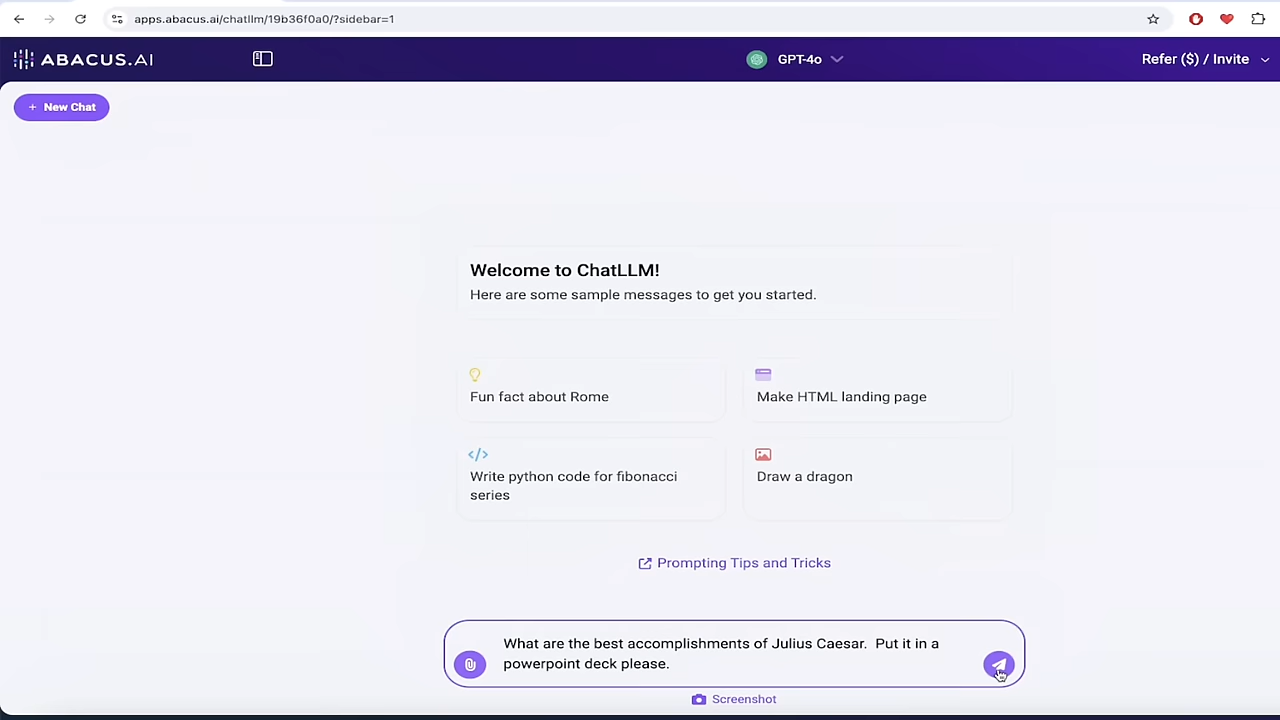 apps.abacus.ai/chatllm/19b36f0a0/?sidebar=1
ABACUS.AI
GPT-4o
Refer ($) / Invite
+ New Chat
Welcome to ChatLLM!
Here are some sample messages to get you started.
Fun fact about Rome
Make HTML landing page
</>
Write python code for fibonacci
series
Draw a dragon
Prompting Tips and Tricks
What are the best accomplishments of Julius Caesar.  Put it in a
powerpoint deck please.
Screenshot